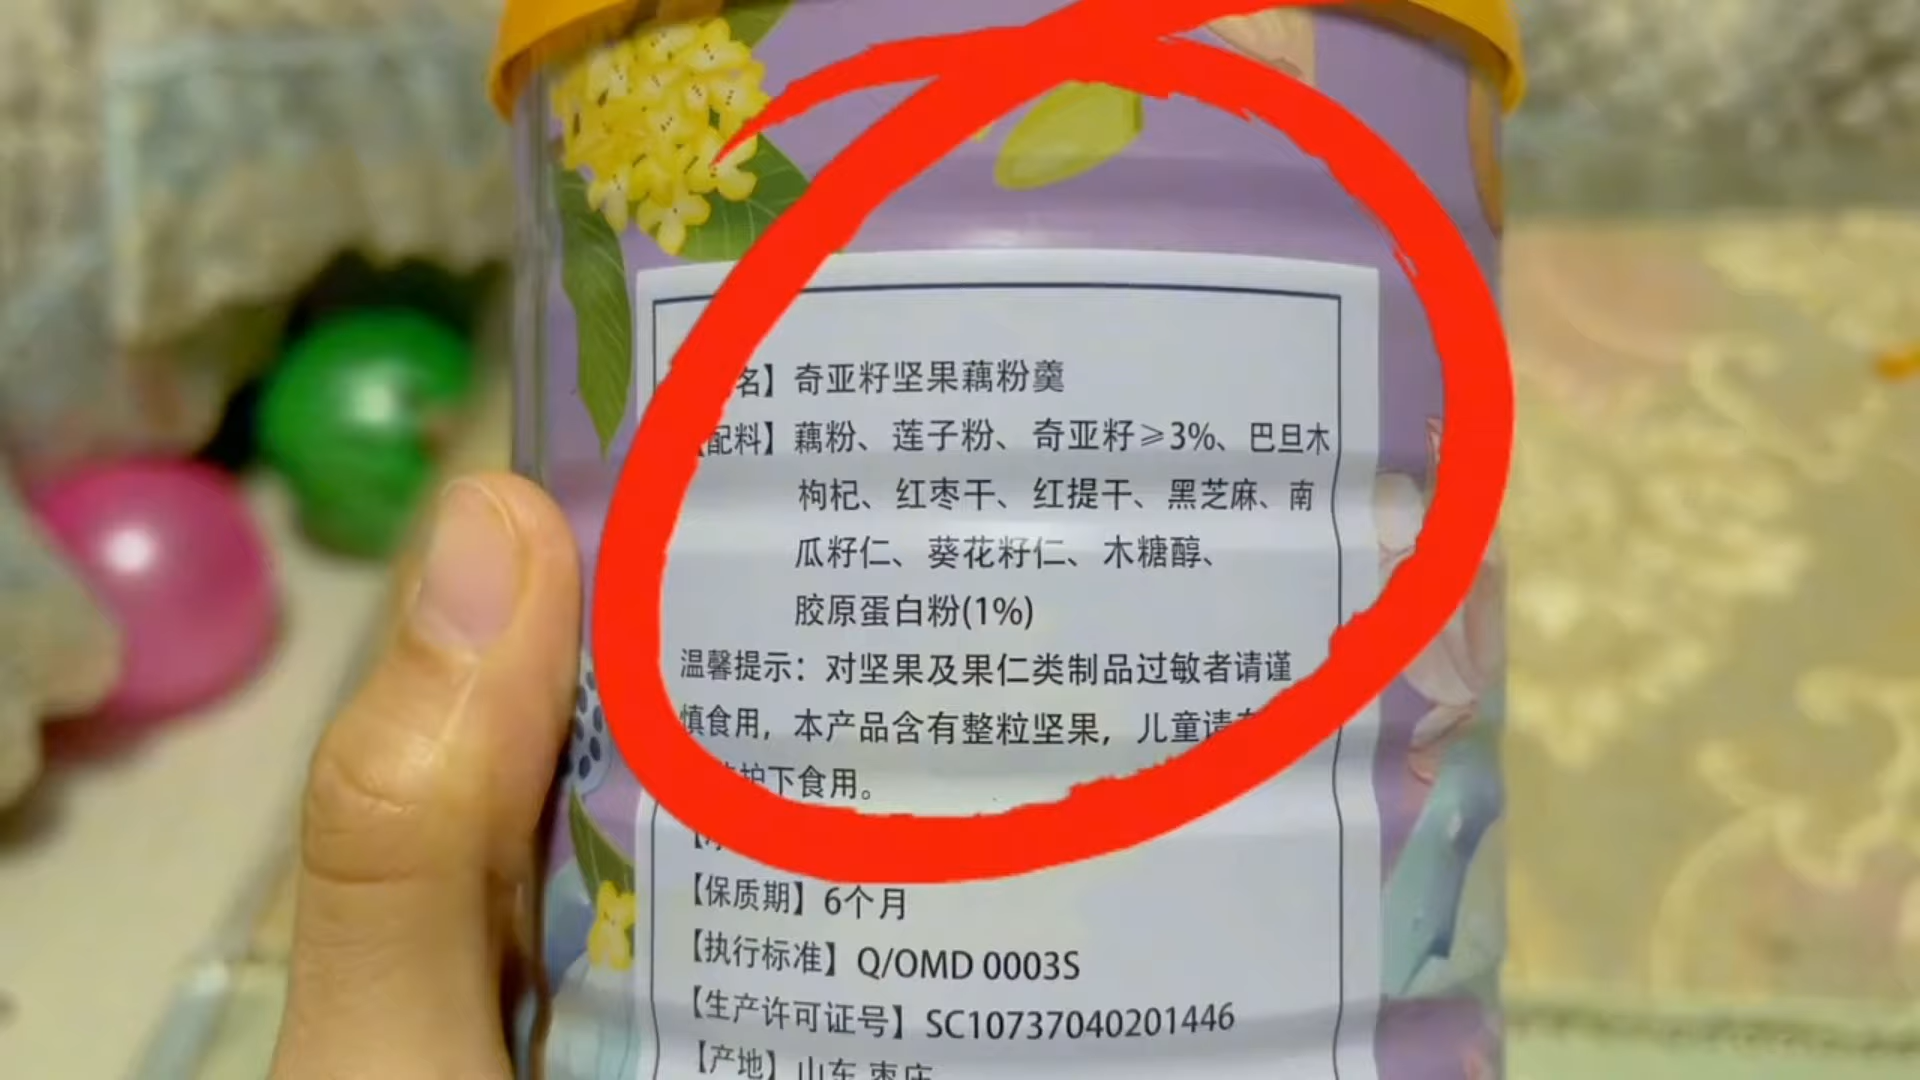 名】奇亚籽坚果藕粉羹
【配料】藕粉、莲子粉、奇亚籽≥3%、巴旦木
枸杞、红枣干、红提干、黑芝麻、南
瓜籽仁、葵花籽仁、木糖醇、
胶原蛋白粉(1%)
温馨提示：对坚果及果仁类制品过敏者请谨
慎食用，本产品含有整粒坚果，儿童请
护下食用。
【保质期】6个月
【执行标准】Q/OMD 0003S
【生产许可证号】SC10737040201446
【产地】山东 枣庄